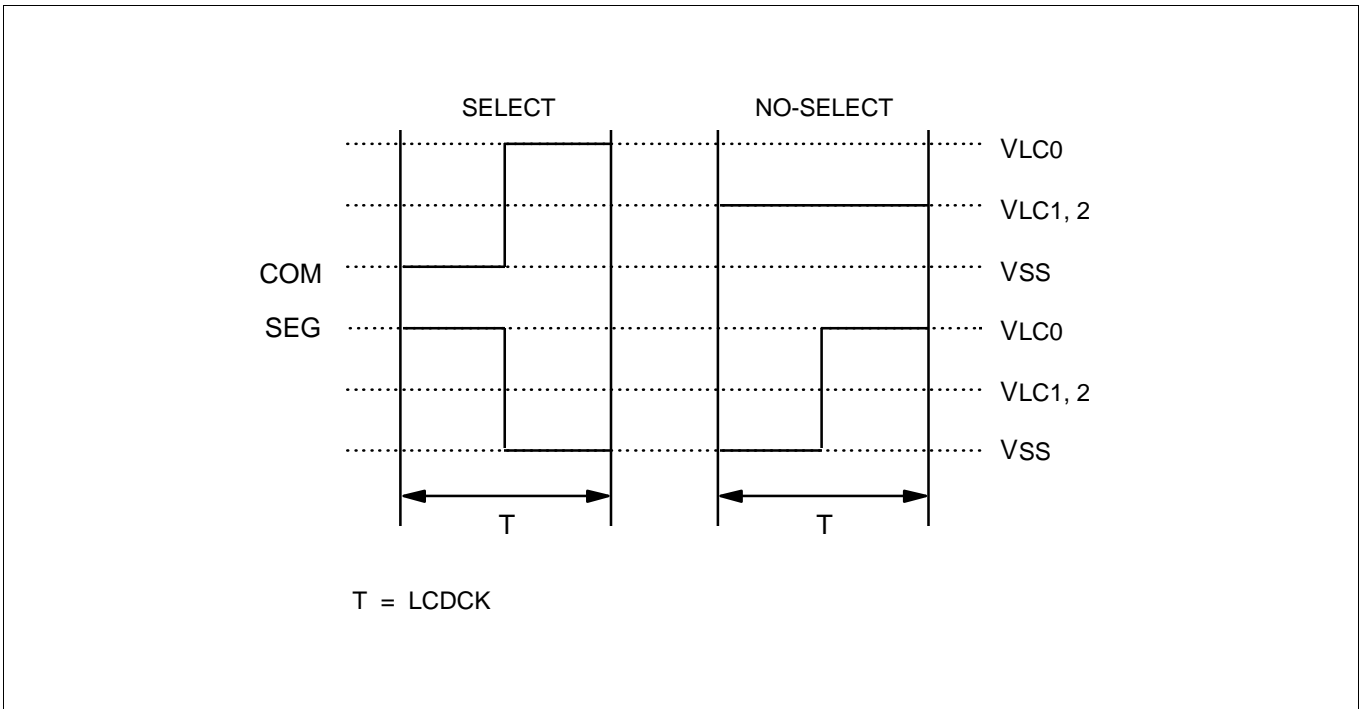 SELECT NO-SELECT
VLC0
VLC1, 2
COM VSS
SEG VLC0
VLC1, 2
VSS
T T
T = LCDCK